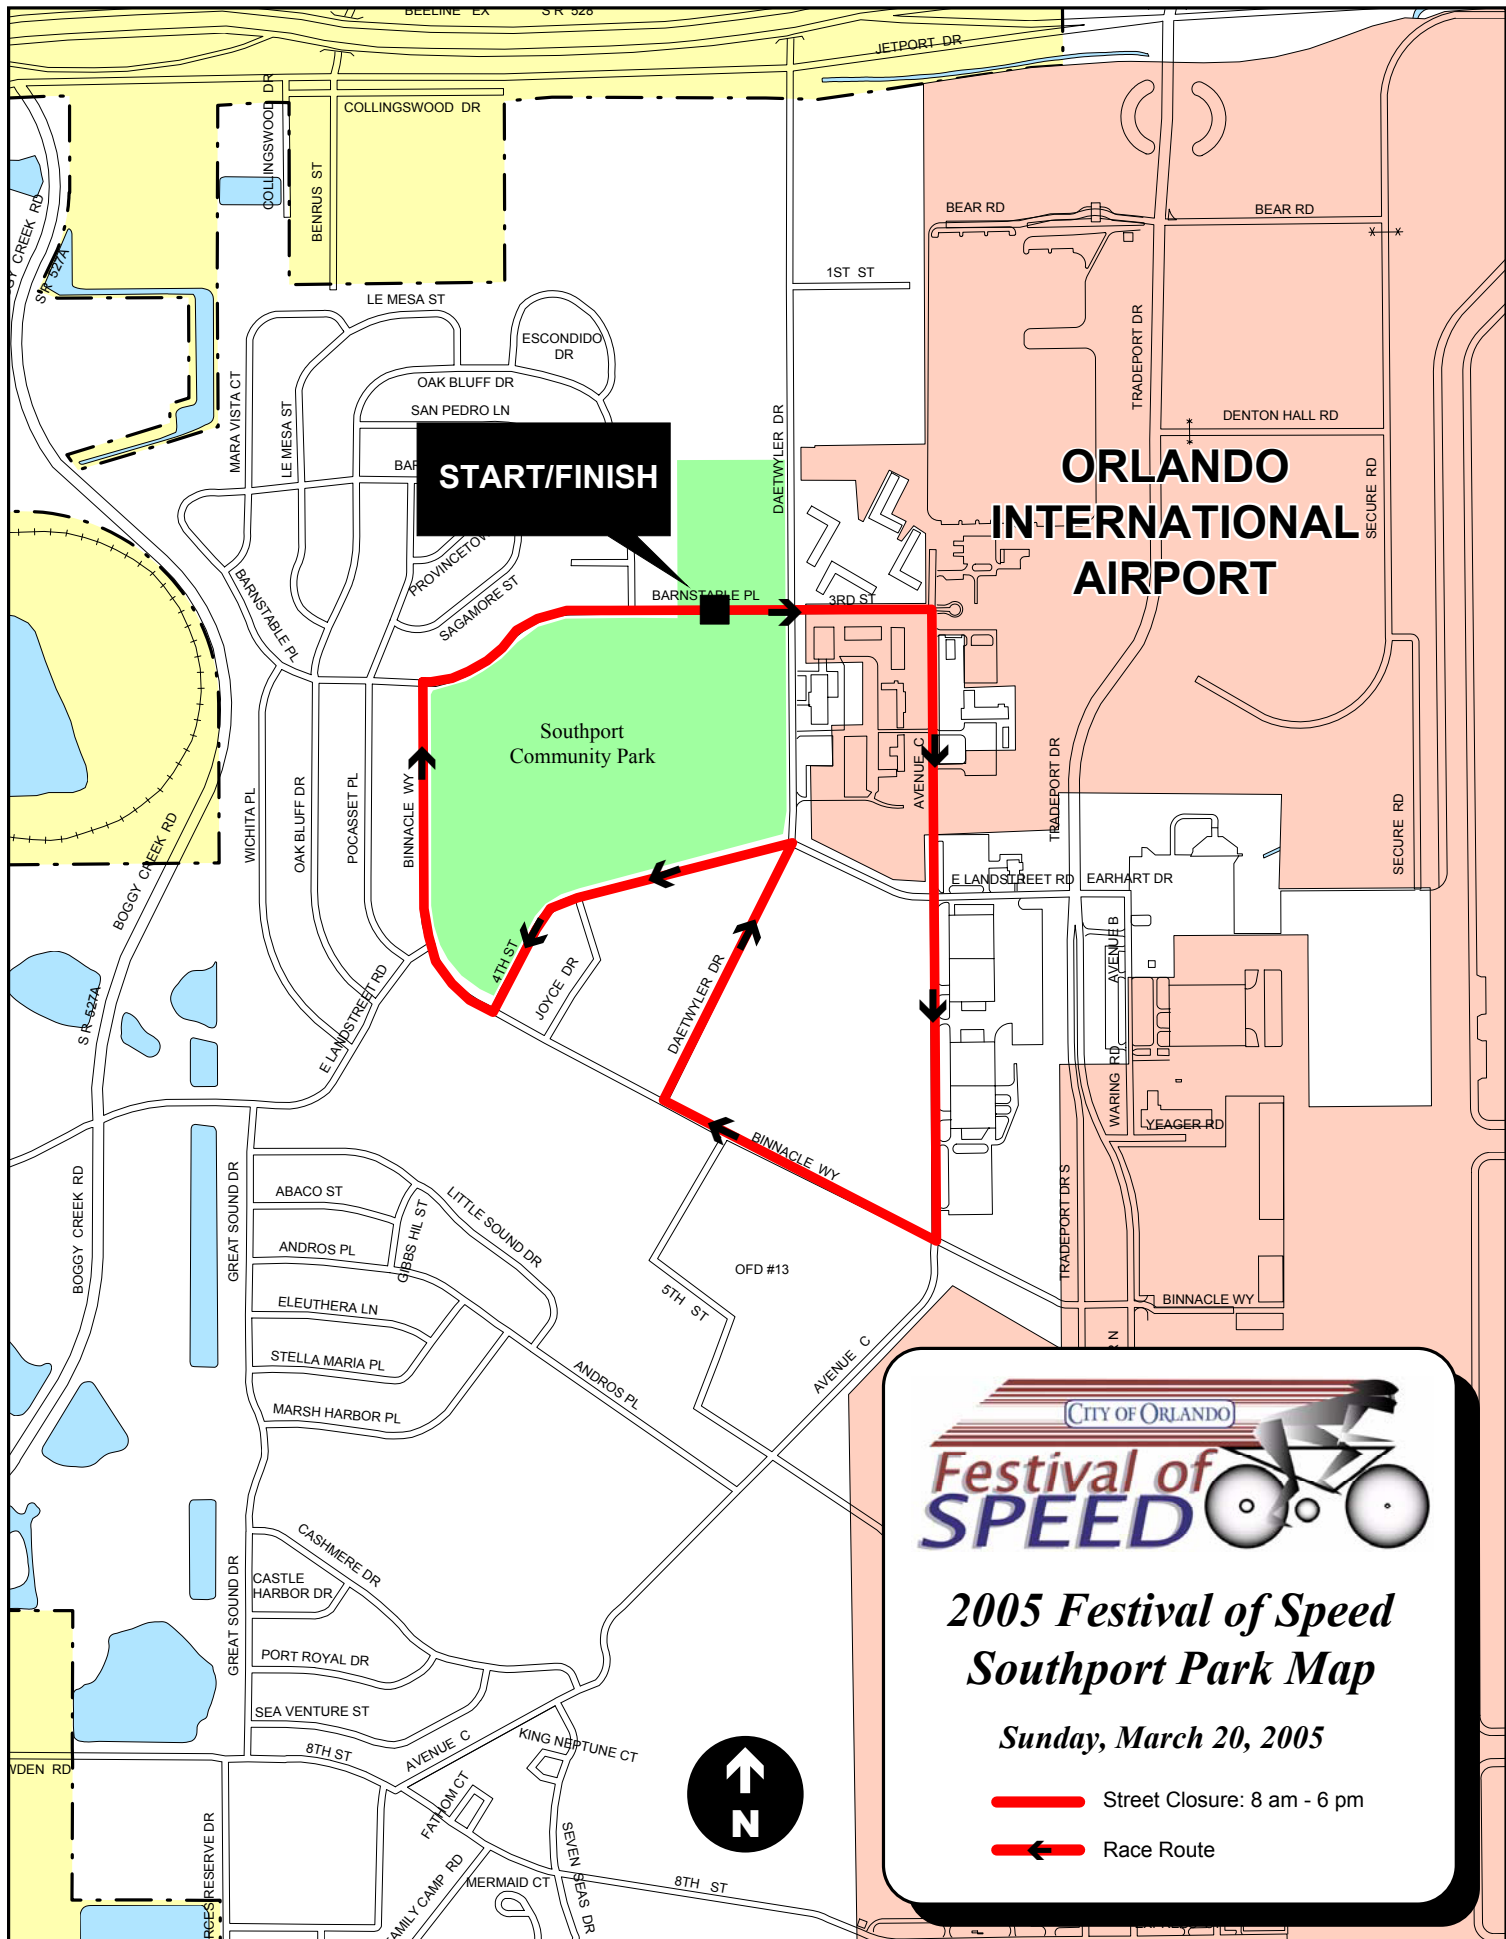 BEELINE EX S R 528
JETPORT DR
COLLINGSWOOD DR
COLLINGSWOOD DR
BENRUS ST
BEAR RD
BEAR RD
S R 527A
1ST ST
LE MESA ST
ESCONDIDO
DR
OAK BLUFF DR
SAN PEDRO LN
MARA VISTA CT
LE MESA ST
TRADEPORT DR
DENTON HALL RD
DAETWYLER DR
START/FINISH
ORLANDO
INTERNATIONAL
AIRPORT
SECURE RD
BARNSTABLE PL
SAGAMORE ST
BARNSTABLE PL
3RD ST
Southport
Community Park
BINNACLE WY
WICHITA PL
OAK BLUFF DR
POCASSET PL
AVENUE C
TRADEPORT DR
SECURE RD
BOGGY CREEK RD
E LANDSTREET RD
EARHART DR
AVENUE B
4TH ST
JOYCE DR
DAETWYLER DR
S R 527A
E LANDSTREET RD
WARING RD
YEAGER RD
BINNACLE WY
BOGGY CREEK RD
GREAT SOUND DR
ABACO ST
GIBBS HIL ST
LITTLE SOUND DR
TRADEPORT DR S
ANDROS PL
OFD #13
ELEUTHERA LN
5TH ST
BINNACLE WY
STELLA MARIA PL
AVENUE C
ANDROS PL
MARSH HARBOR PL
CITY OF ORLANDO
Festival of
SPEED
2005 Festival of Speed
Southport Park Map
Sunday, March 20, 2005
Street Closure: 8 am - 6 pm
Race Route
CASHMERE DR
CASTLE
HARBOR DR
GREAT SOUND DR
PORT ROYAL DR
SEA VENTURE ST
8TH ST
AVENUE C
KING NEPTUNE CT
N
FATHOM CT
SEVEN SEAS DR
MERMAID CT
8TH ST